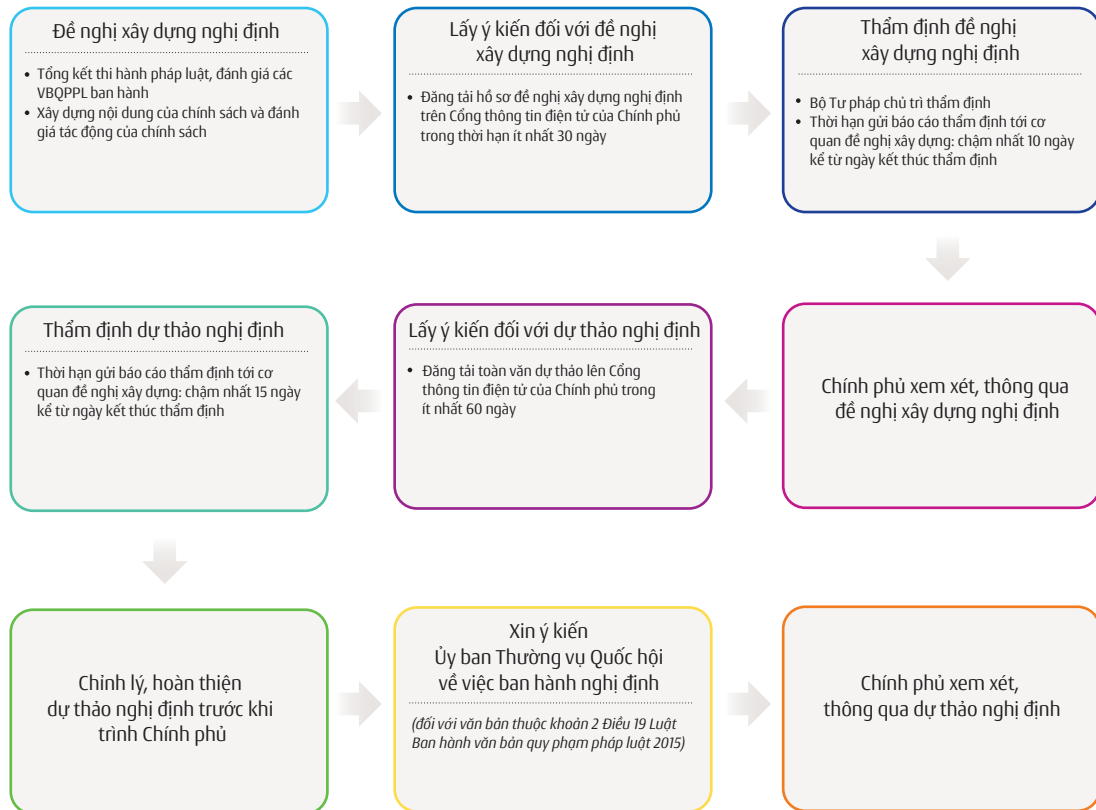 Đề nghị xây dựng nghị định
• Tổng kết thi hành pháp luật, đánh giá các
VBQPPL ban hành
• Xây dựng nội dung của chính sách và đánh
giá tác động của chính sách
Lấy ý kiến đối với đề nghị
xây dựng nghị định
• Đăng tải hồ sơ đề nghị xây dựng nghị định
trên Cổng thông tin điện tử của Chính phủ
trong thời hạn ít nhất 30 ngày
Thẩm định đề nghị
xây dựng nghị định
• Bộ Tư pháp chủ trì thẩm định
• Thời hạn gửi báo cáo thẩm định tới cơ
quan đề nghị xây dựng: chậm nhất 10 ngày
kể từ ngày kết thúc thẩm định
Chính phủ xem xét, thông qua
đề nghị xây dựng nghị định
Lấy ý kiến đối với dự thảo nghị định
• Đăng tải toàn văn dự thảo lên Cổng
thông tin điện tử của Chính phủ trong
ít nhất 60 ngày
Thẩm định dự thảo nghị định
• Thời hạn gửi báo cáo thẩm định tới cơ
quan đề nghị xây dựng: chậm nhất 15 ngày
kể từ ngày kết thúc thẩm định
Chỉnh lý, hoàn thiện
dự thảo nghị định trước khi
trình Chính phủ
Xin ý kiến
Ủy ban Thường vụ Quốc hội
về việc ban hành nghị định
(đối với văn bản thuộc khoản 2 Điều 19 Luật
Ban hành văn bản quy phạm pháp luật 2015)
Chính phủ xem xét,
thông qua dự thảo nghị định